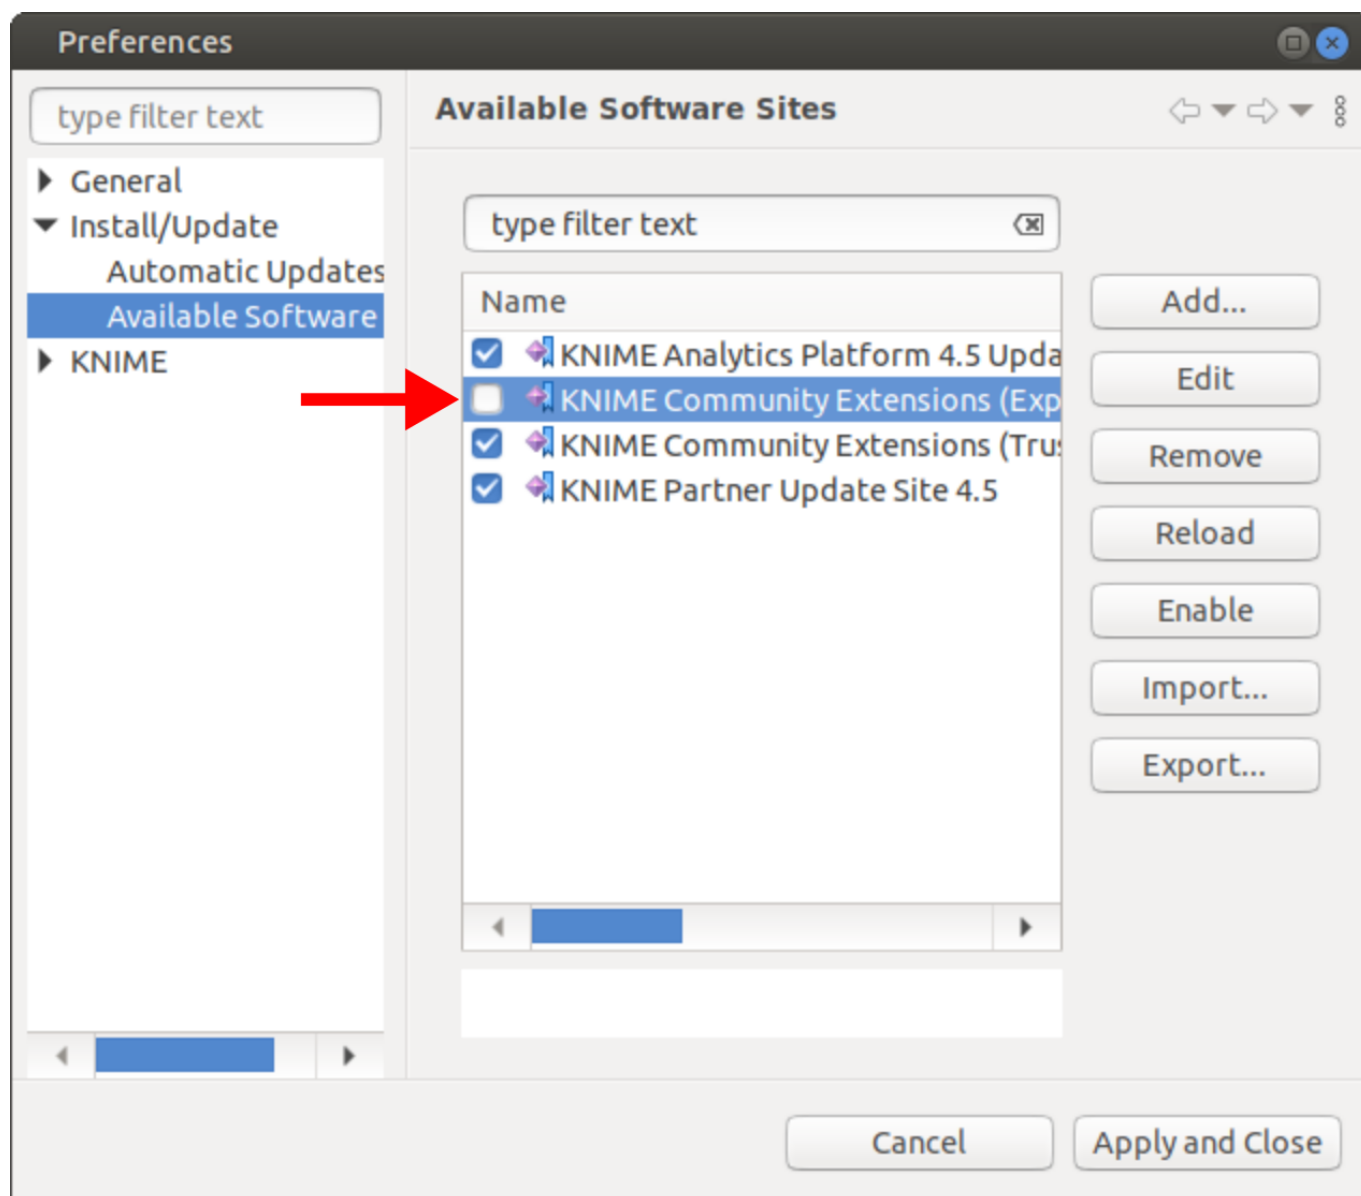 Preferences
type filter text
General
Install/Update
Automatic Updates
Available Software
KNIME
Available Software Sites
type filter text
Name
KNIME Analytics Platform 4.5 Upda
KNIME Community Extensions (Exp
KNIME Community Extensions (Trus
KNIME Partner Update Site 4.5
Add...
Edit
Remove
Reload
Enable
Import...
Export...
Cancel
Apply and Close